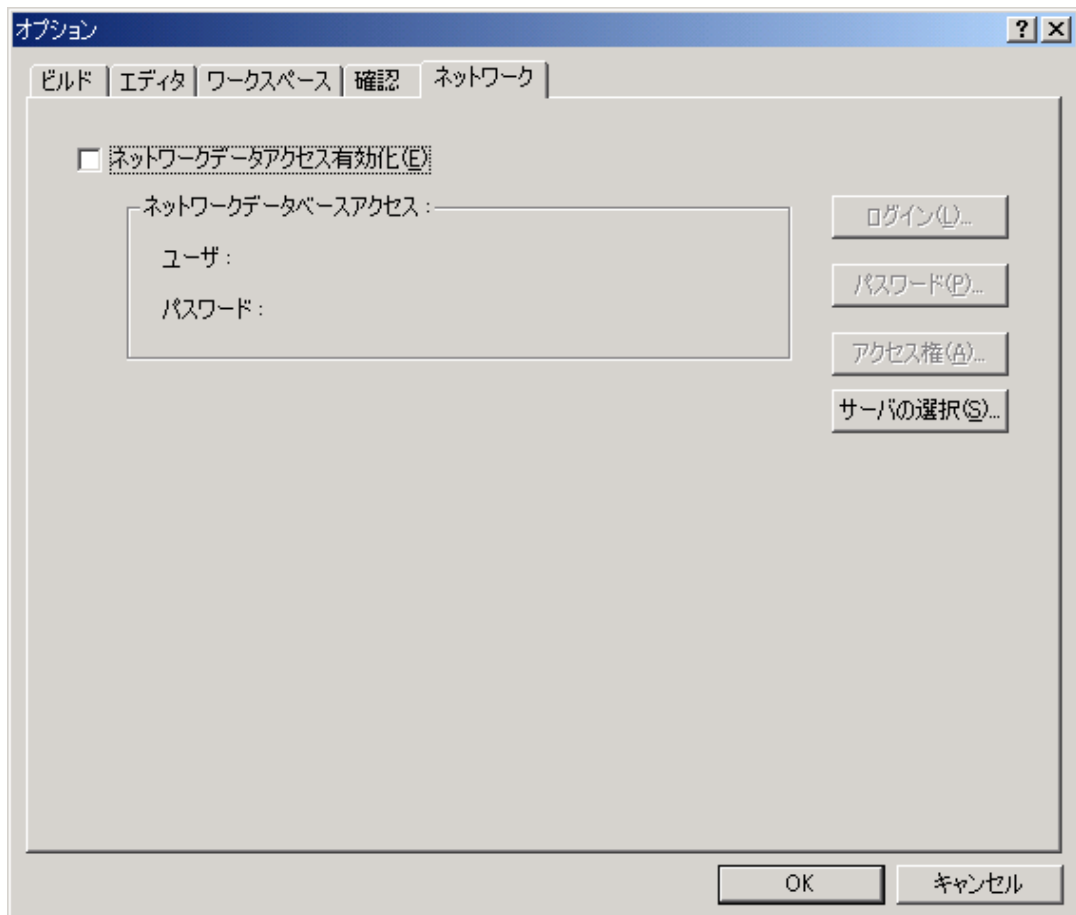 オプション
ビルド エディタ ワークスペース 確認 ネットワーク
ネットワークデータアクセス有効化(E)
ネットワークデータベースアクセス :
ユーザ :
パスワード :
ログイン(L)...
パスワード(P)...
アクセス権(A)...
サーバの選択(S)...
OK キャンセル